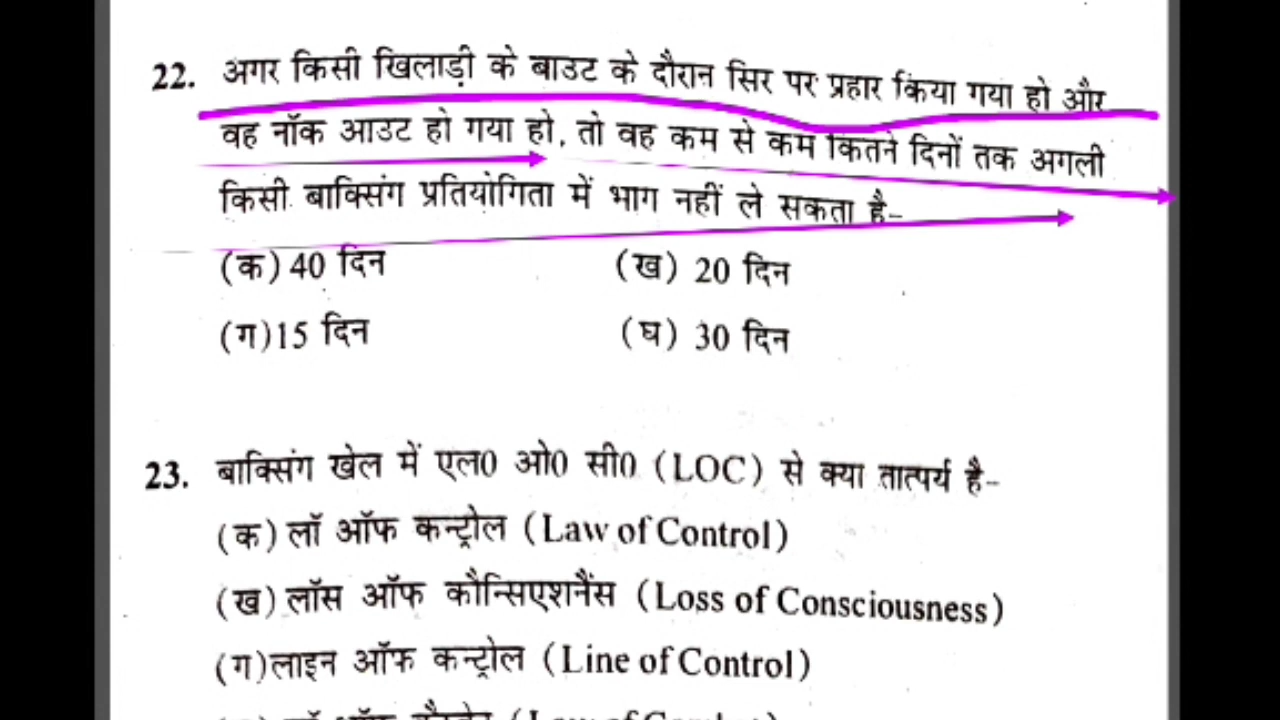 22. अगर किसी खिलाड़ी के बाउट के दौरान सिर पर प्रहार किया गया हो और
वह नॉक आउट हो गया हो, तो वह कम से कम कितने दिनों तक अगली
किसी बाक्सिंग प्रतियोगिता में भाग नहीं ले सकता है-
(क) 40 दिन (ख) 20 दिन
(ग)15 दिन (घ) 30 दिन
23. बाक्सिंग खेल में एल0 ओ0 सी0 (LOC) से क्या तात्पर्य है-
(क) लॉ ऑफ कन्ट्रोल (Law of Control)
(ख) लॉस ऑफ कौन्सिएशनैंस (Loss of Consciousness)
(ग)लाइन ऑफ कन्ट्रोल (Line of Control)